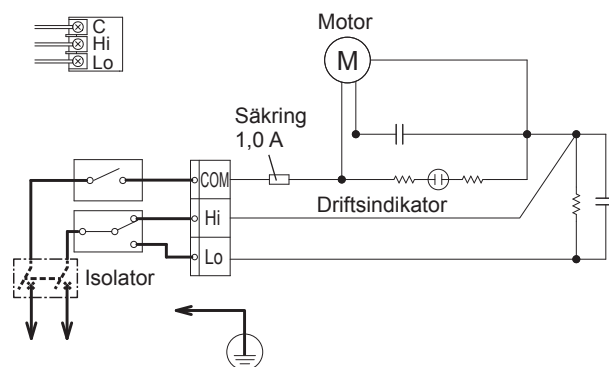 C
Hi
Lo
Motor
M
Säkring
1,0 A
COM
Hi
Lo
Driftsindikator
Isolator